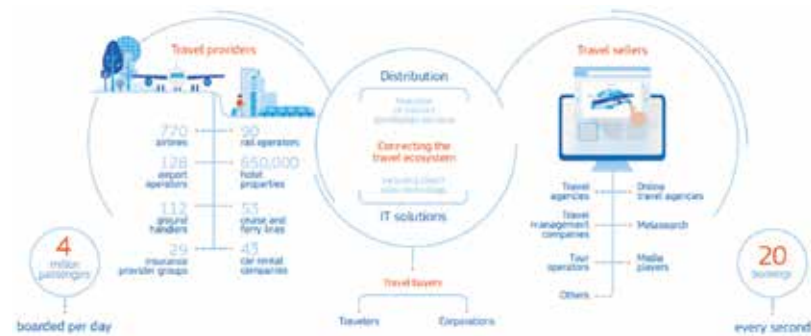 Travel providers
770
airlines
90
rail operators
128
airport
operators
650,000
hotel
properties
112
ground
handlers
53
cruise and
ferry lines
29
insurance
provider groups
43
car rental
companies
4
million
passengers
boarded per day
Distribution
Connecting the
travel ecosystem
IT solutions
Travel buyers
Travelers
Corporations
Travel sellers
Travel
agencies
Online
travel agencies
Travel
management
companies
Metasearch
Tour
operators
Media
players
Others
20
bookings
every second